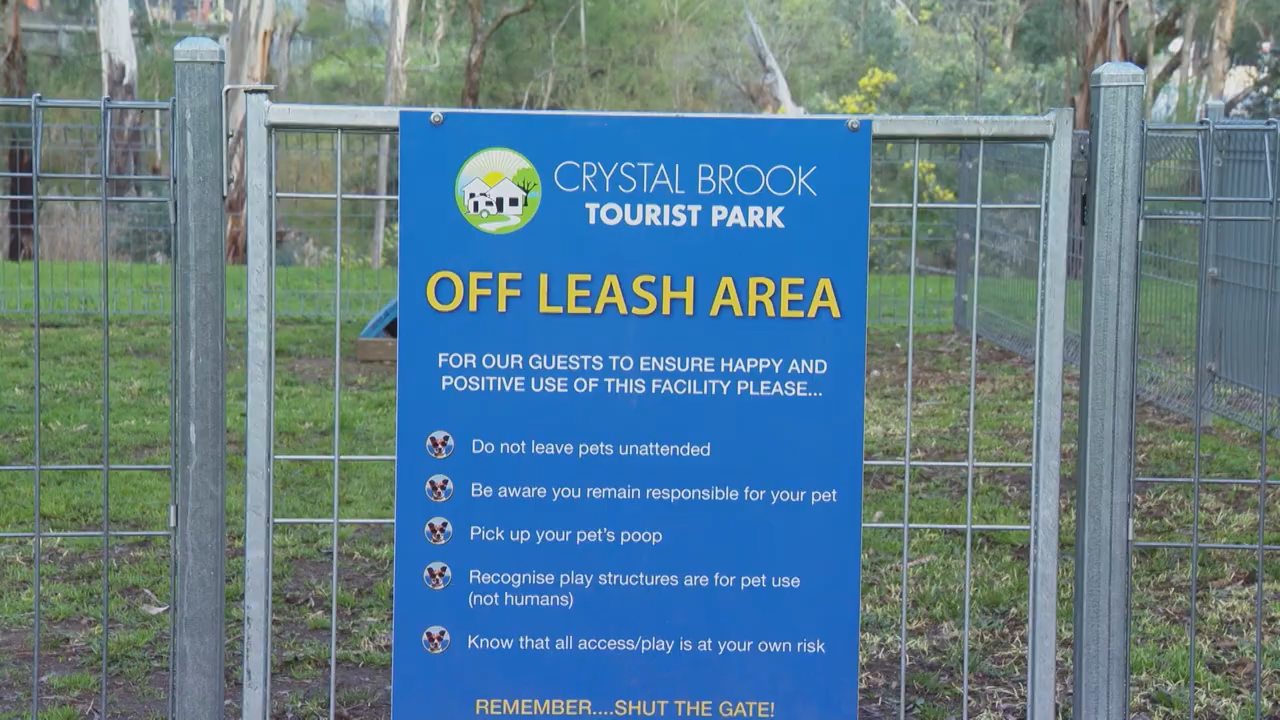 CRYSTAL BROOK
TOURIST PARK
OFF LEASH AREA
FOR OUR GUESTS TO ENSURE HAPPY AND
POSITIVE USE OF THIS FACILITY PLEASE...
Do not leave pets unattended
Be aware you remain responsible for your pet
Pick up your pet's poop
Recognise play structures are for pet use
(not humans)
Know that all access/play is at your own risk
REMEMBER....SHUT THE GATE!